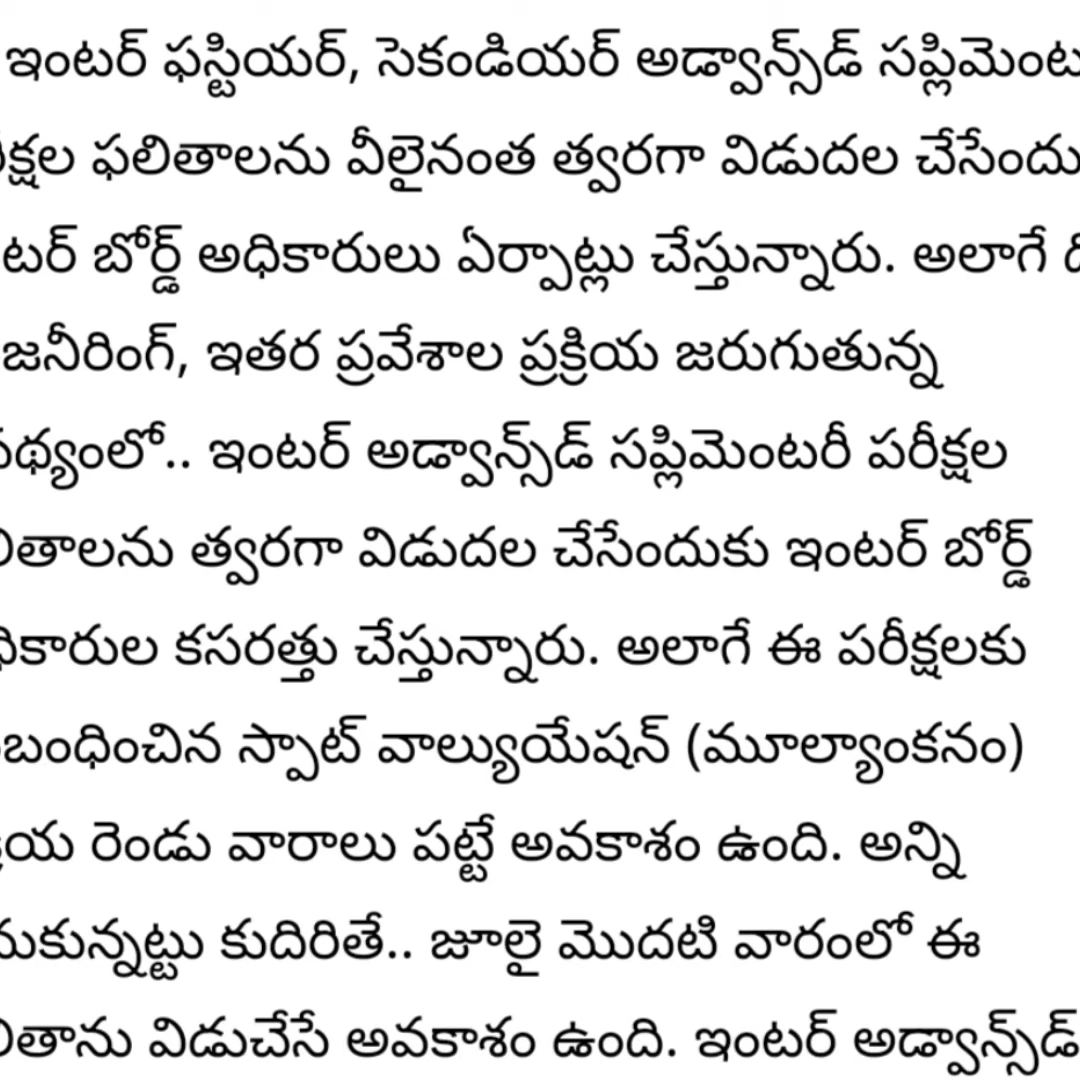 ఇంటర్ ఫస్టియర్, సెకండియర్ అడ్వాన్స్‌డ్ సప్లిమెంట
క్షల ఫలితాలను వీలైనంత త్వరగా విడుదల చేసేందు
టర్ బోర్డ్ అధికారులు ఏర్పాట్లు చేస్తున్నారు. అలాగే
జనీరింగ్, ఇతర ప్రవేశాల ప్రక్రియ జరుగుతున్న
థ్యంలో.. ఇంటర్ అడ్వాన్స్‌డ్ సప్లిమెంటరీ పరీక్షల
తాలను త్వరగా విడుదల చేసేందుకు ఇంటర్ బోర్డ్
కారుల కసరత్తు చేస్తున్నారు. అలాగే ఈ పరీక్షలకు
బంధించిన స్పాట్ వాల్యుయేషన్ (మూల్యాంకనం)
య రెండు వారాలు పట్టే అవకాశం ఉంది. అన్ని
కున్నట్టు కుదిరితే.. జూలై మొదటి వారంలో ఈ
తాను విడుచేసే అవకాశం ఉంది. ఇంటర్ అడ్వాన్స్‌డ్